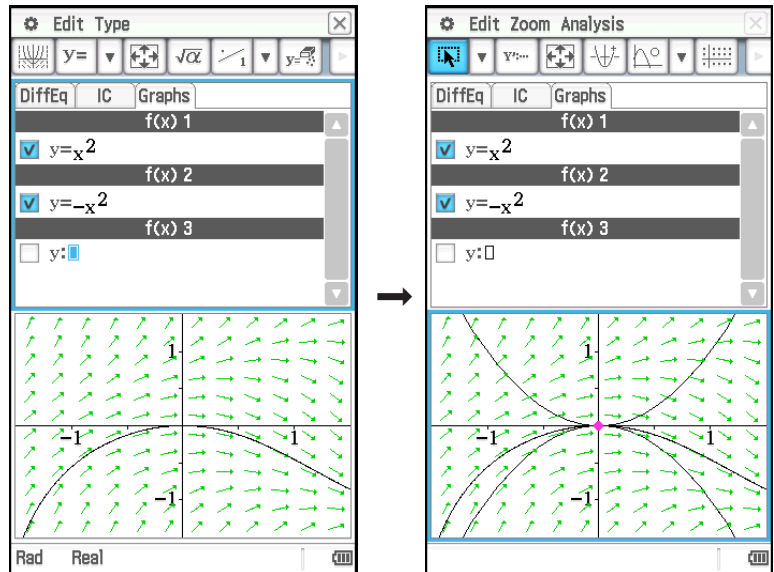 Edit Type
y= √α 1 y=
DiffEq IC Graphs
f(x) 1
y=x²
f(x) 2
y=-x²
f(x) 3
y:
1
-1 1
-1
Rad Real
Edit Zoom Analysis
Y':...
DiffEq IC Graphs
f(x) 1
y=x²
f(x) 2
y=-x²
f(x) 3
y:
1
-1 1
-1